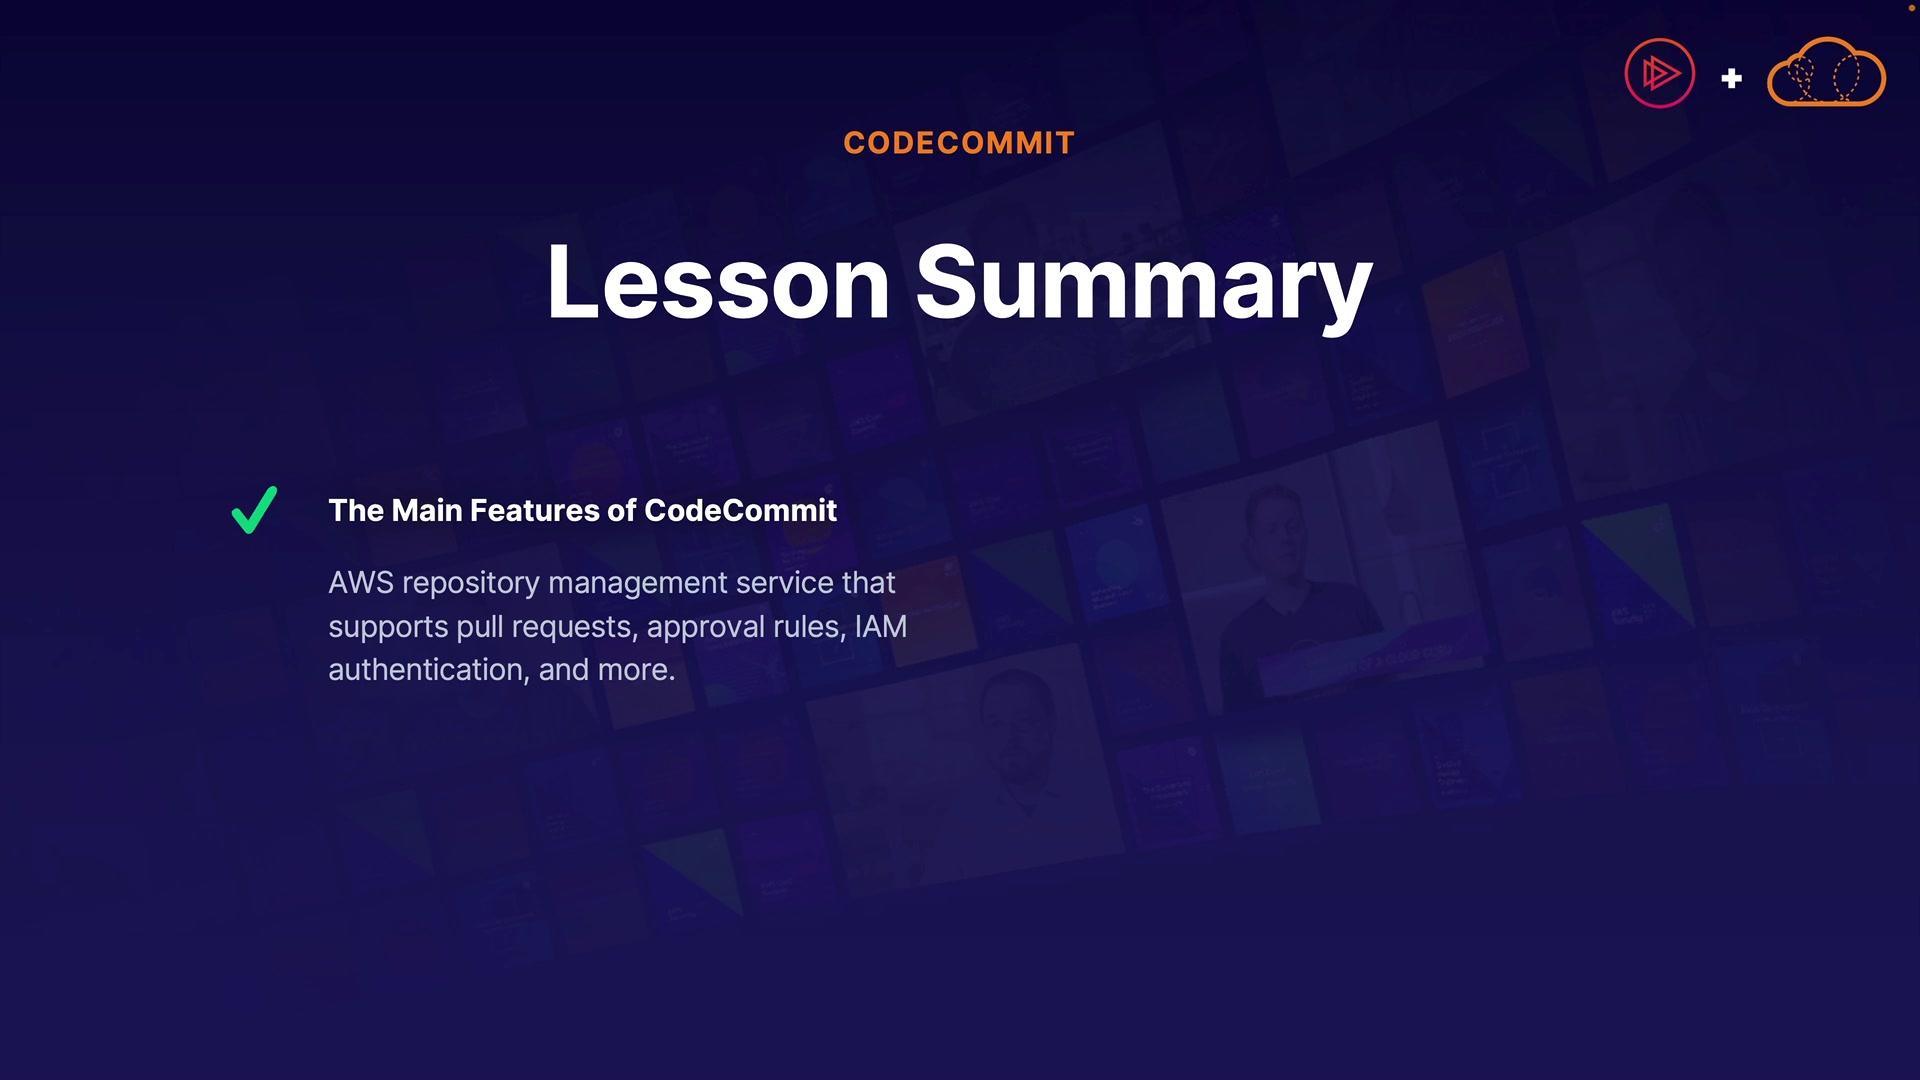 CODECOMMIT
Lesson Summary
The Main Features of CodeCommit
AWS repository management service that
supports pull requests, approval rules, IAM
authentication, and more.